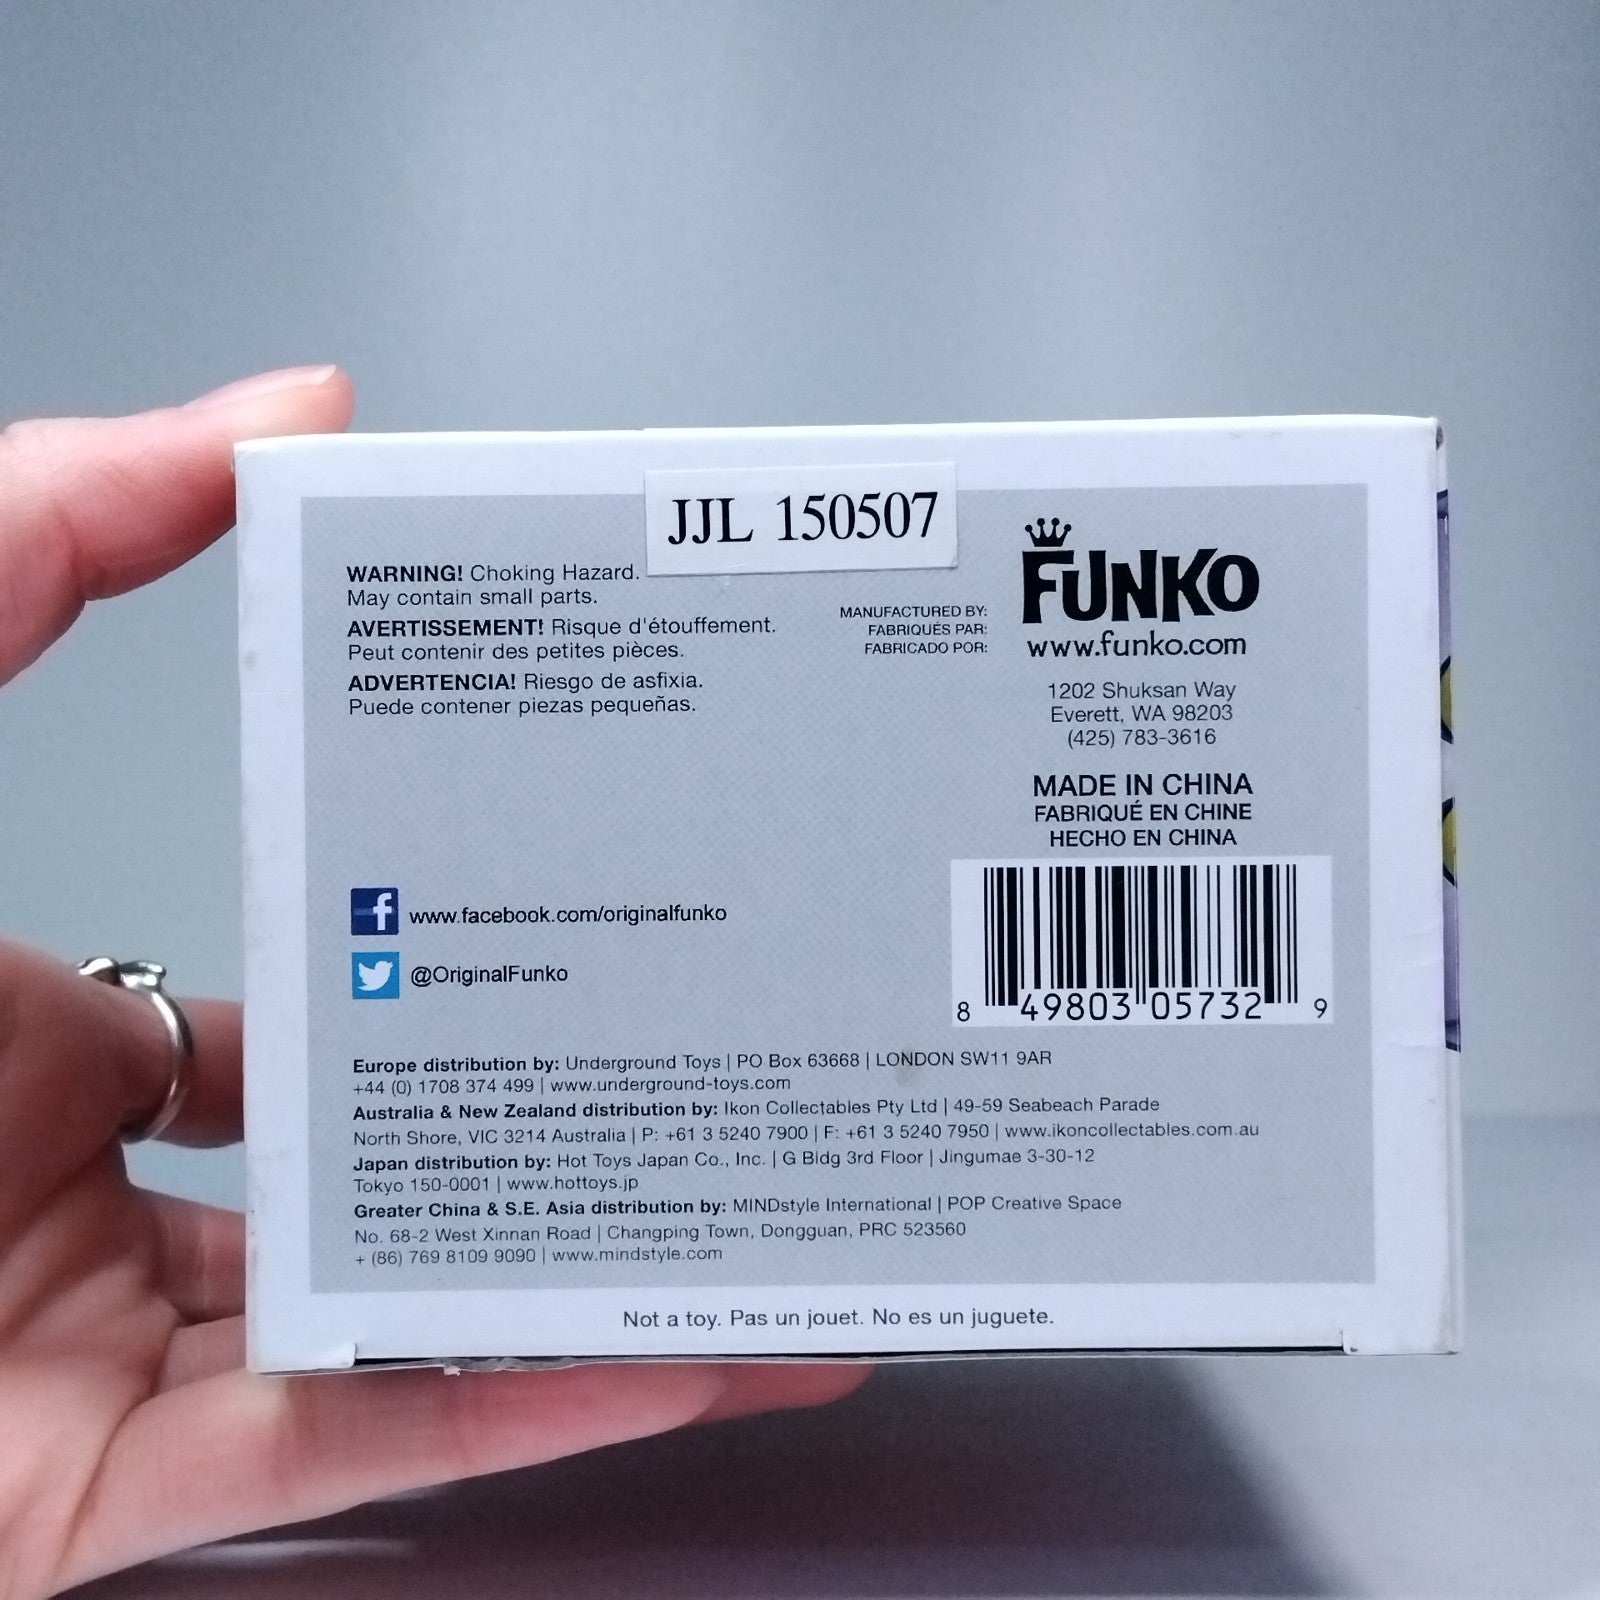 JJL 150507
WARNING! Choking Hazard.
May contain small parts.
AVERTISSEMENT! Risque d'étouffement.
Peut contenir des petites pièces.
ADVERTENCIA! Riesgo de asfixia.
Puede contener piezas pequeñas.
MANUFACTURED BY:
FABRIQUÉS PAR:
FABRICADO POR:
FUNKO
www.funko.com
1202 Shuksan Way
Everett, WA 98203
(425) 783-3616
MADE IN CHINA
FABRIQUÉ EN CHINE
HECHO EN CHINA
f www.facebook.com/originalfunko
@OriginalFunko
8 49803 05732 9
Europe distribution by: Underground Toys | PO Box 63668 | LONDON SW11 9AR
+44 (0) 1708 374 499 | www.underground-toys.com
Australia & New Zealand distribution by: Ikon Collectables Pty Ltd | 49-59 Seabeach Parade
North Shore, VIC 3214 Australia | P: +61 3 5240 7900 | F: +61 3 5240 7950 | www.ikoncollectables.com.au
Japan distribution by: Hot Toys Japan Co., Inc. | G Bldg 3rd Floor | Jingumae 3-30-12
Tokyo 150-0001 | www.hottoys.jp
Greater China & S.E. Asia distribution by: MINDstyle International | POP Creative Space
No. 68-2 West Xinnan Road | Changping Town, Dongguan, PRC 523560
+ (86) 769 8109 9090 | www.mindstyle.com
Not a toy. Pas un jouet. No es un juguete.